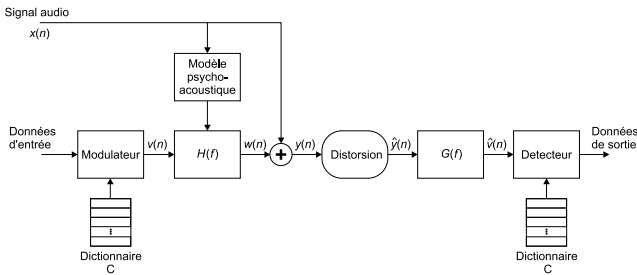 Signal audio
x(n)
Modèle
psycho-
acoustique
Données
d'entrée
Modulateur
v(n)
H(f)
w(n)
+
y(n)
Distorsion
ŷ(n)
G(f)
v̂(n)
Detecteur
Données
de sortie
Dictionnaire
C
Dictionnaire
C